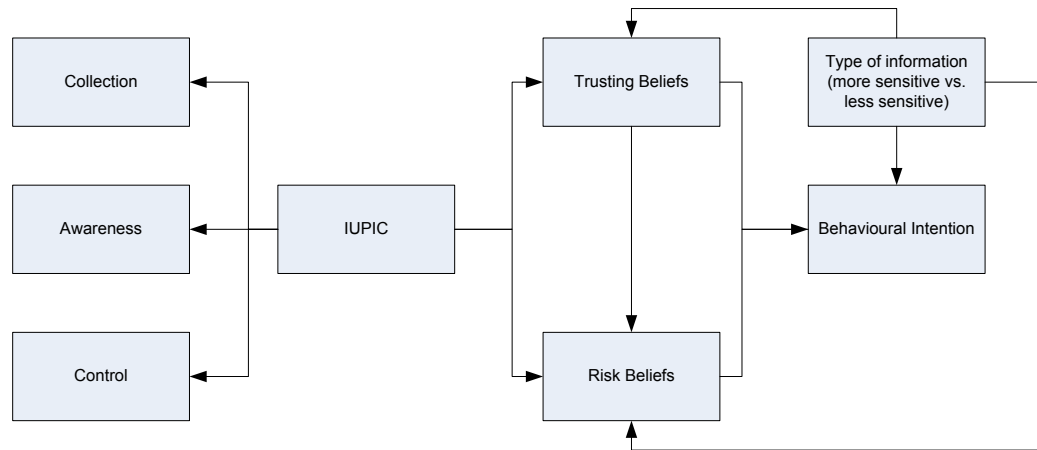 Collection
Trusting Beliefs
Type of information
(more sensitive vs.
less sensitive)
Awareness
IUPIC
Behavioural Intention
Control
Risk Beliefs